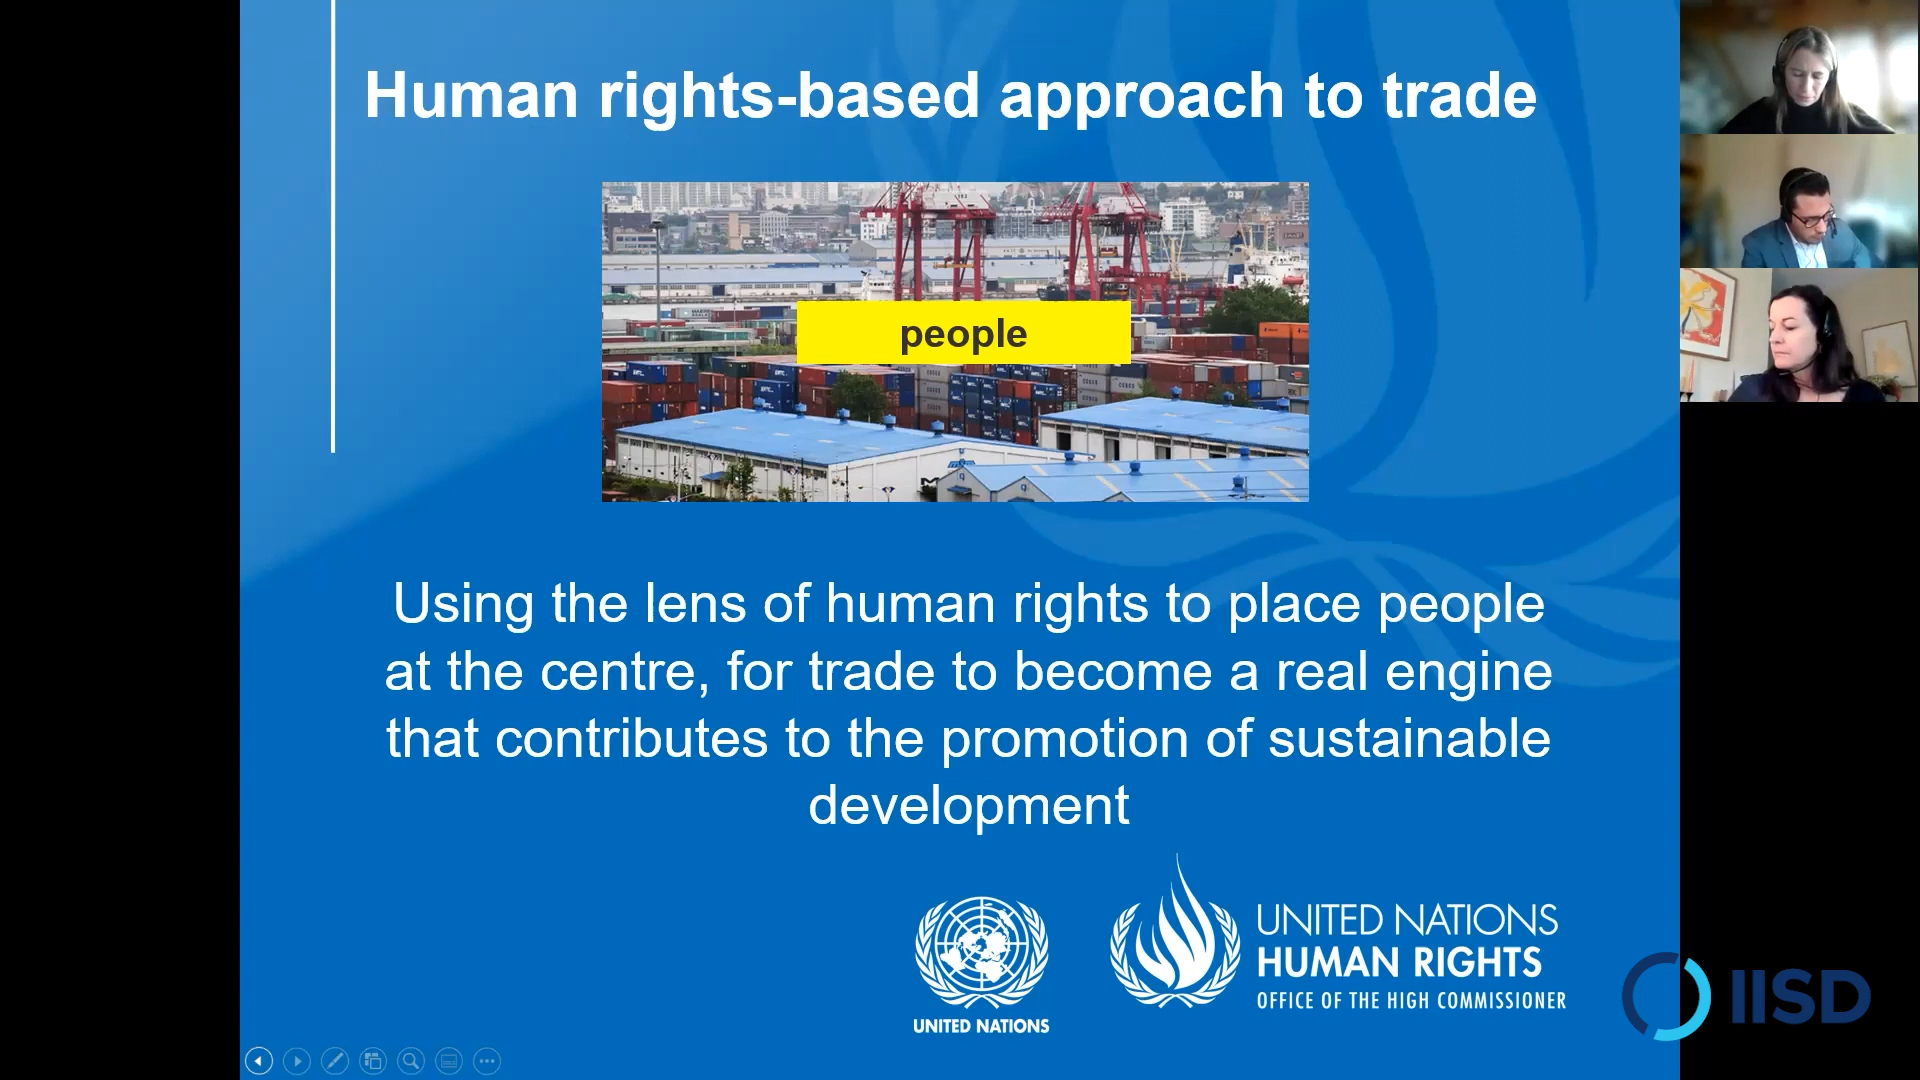 Human rights-based approach to trade
people
Using the lens of human rights to place people
at the centre, for trade to become a real engine
that contributes to the promotion of sustainable
development
UNITED NATIONS
UNITED NATIONS
HUMAN RIGHTS
OFFICE OF THE HIGH COMMISSIONER
IISD